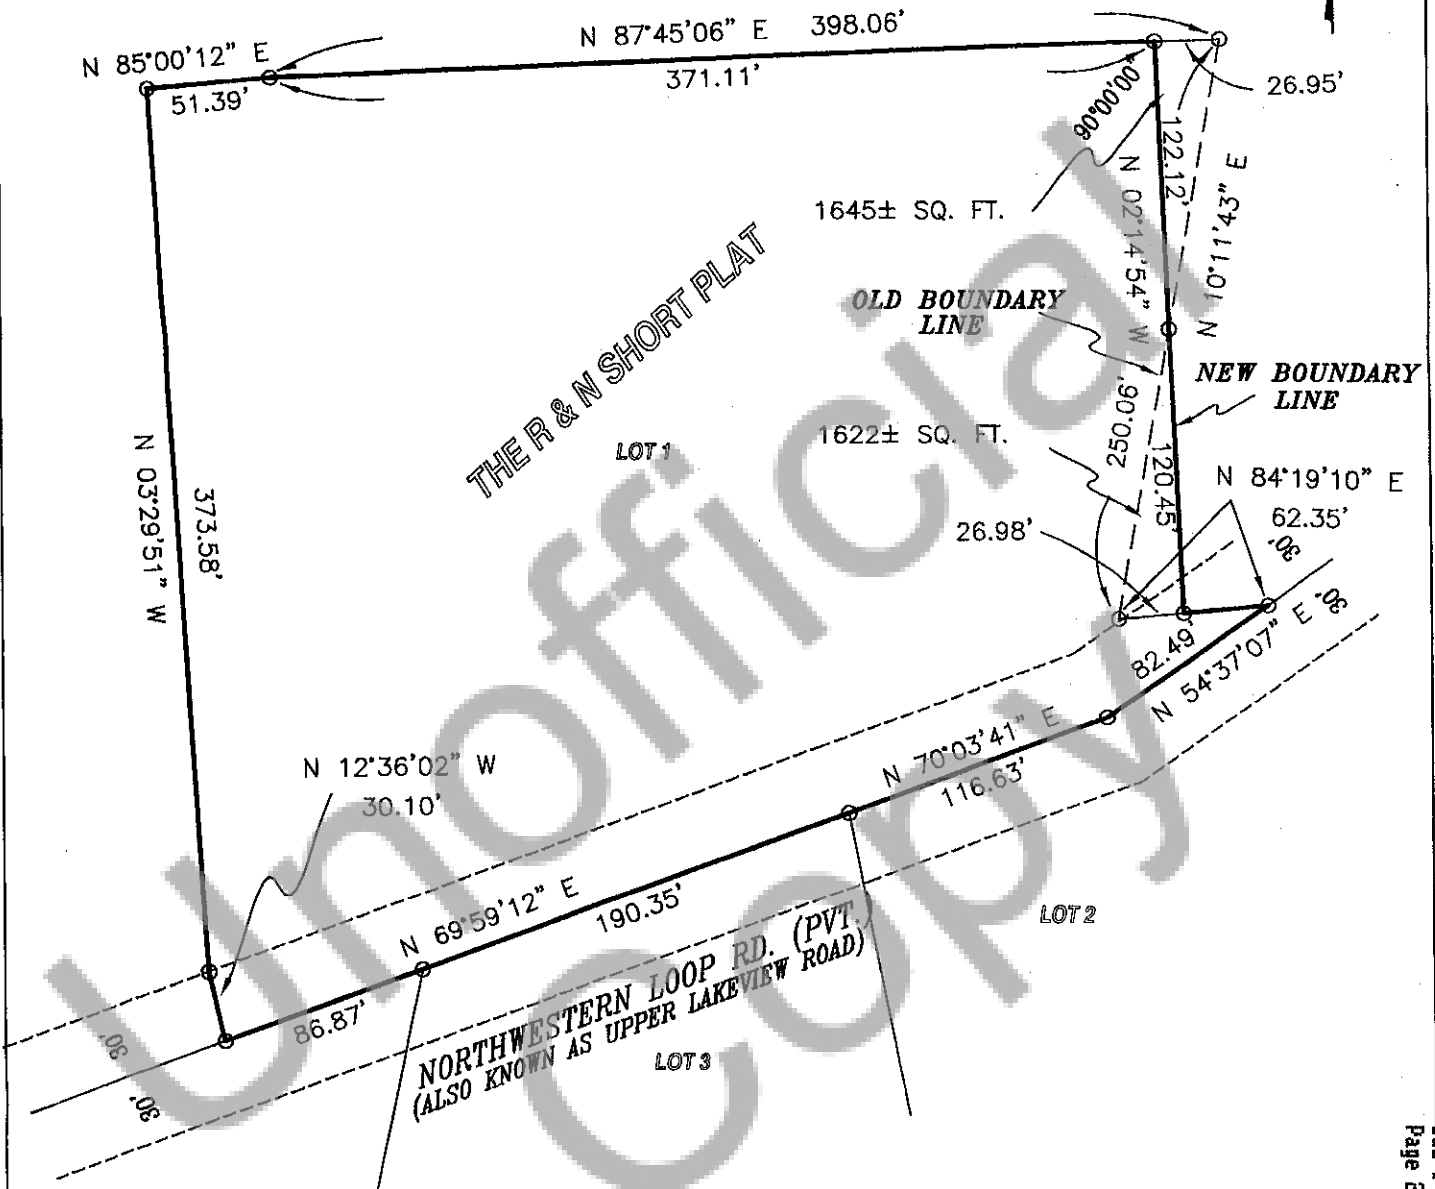 N 85°00'12" E
51.39'
N 87°45'06" E 398.06'
371.11'
26.95'
90°00'00"
122.12'
N 02°14'54" W
N 10°11'43" E
1645± SQ. FT.
THE R & N SHORT PLAT
OLD BOUNDARY
LINE
NEW BOUNDARY
LINE
LOT 1
1622± SQ. FT.
250.06'
120.45'
N 84°19'10" E
62.35'
26.98'
30'
30'
N 03°29'51" W
373.58'
82.49'
N 54°37'07" E
N 12°36'02" W
30.10'
N 70°03'41" E
116.63'
N 69°59'12" E
190.35'
86.87'
LOT 2
NORTHWESTERN LOOP RD. (PVT.)
(ALSO KNOWN AS UPPER LAKEVIEW ROAD)
LOT 3
30'
30'
Page
Unofficial
Copy